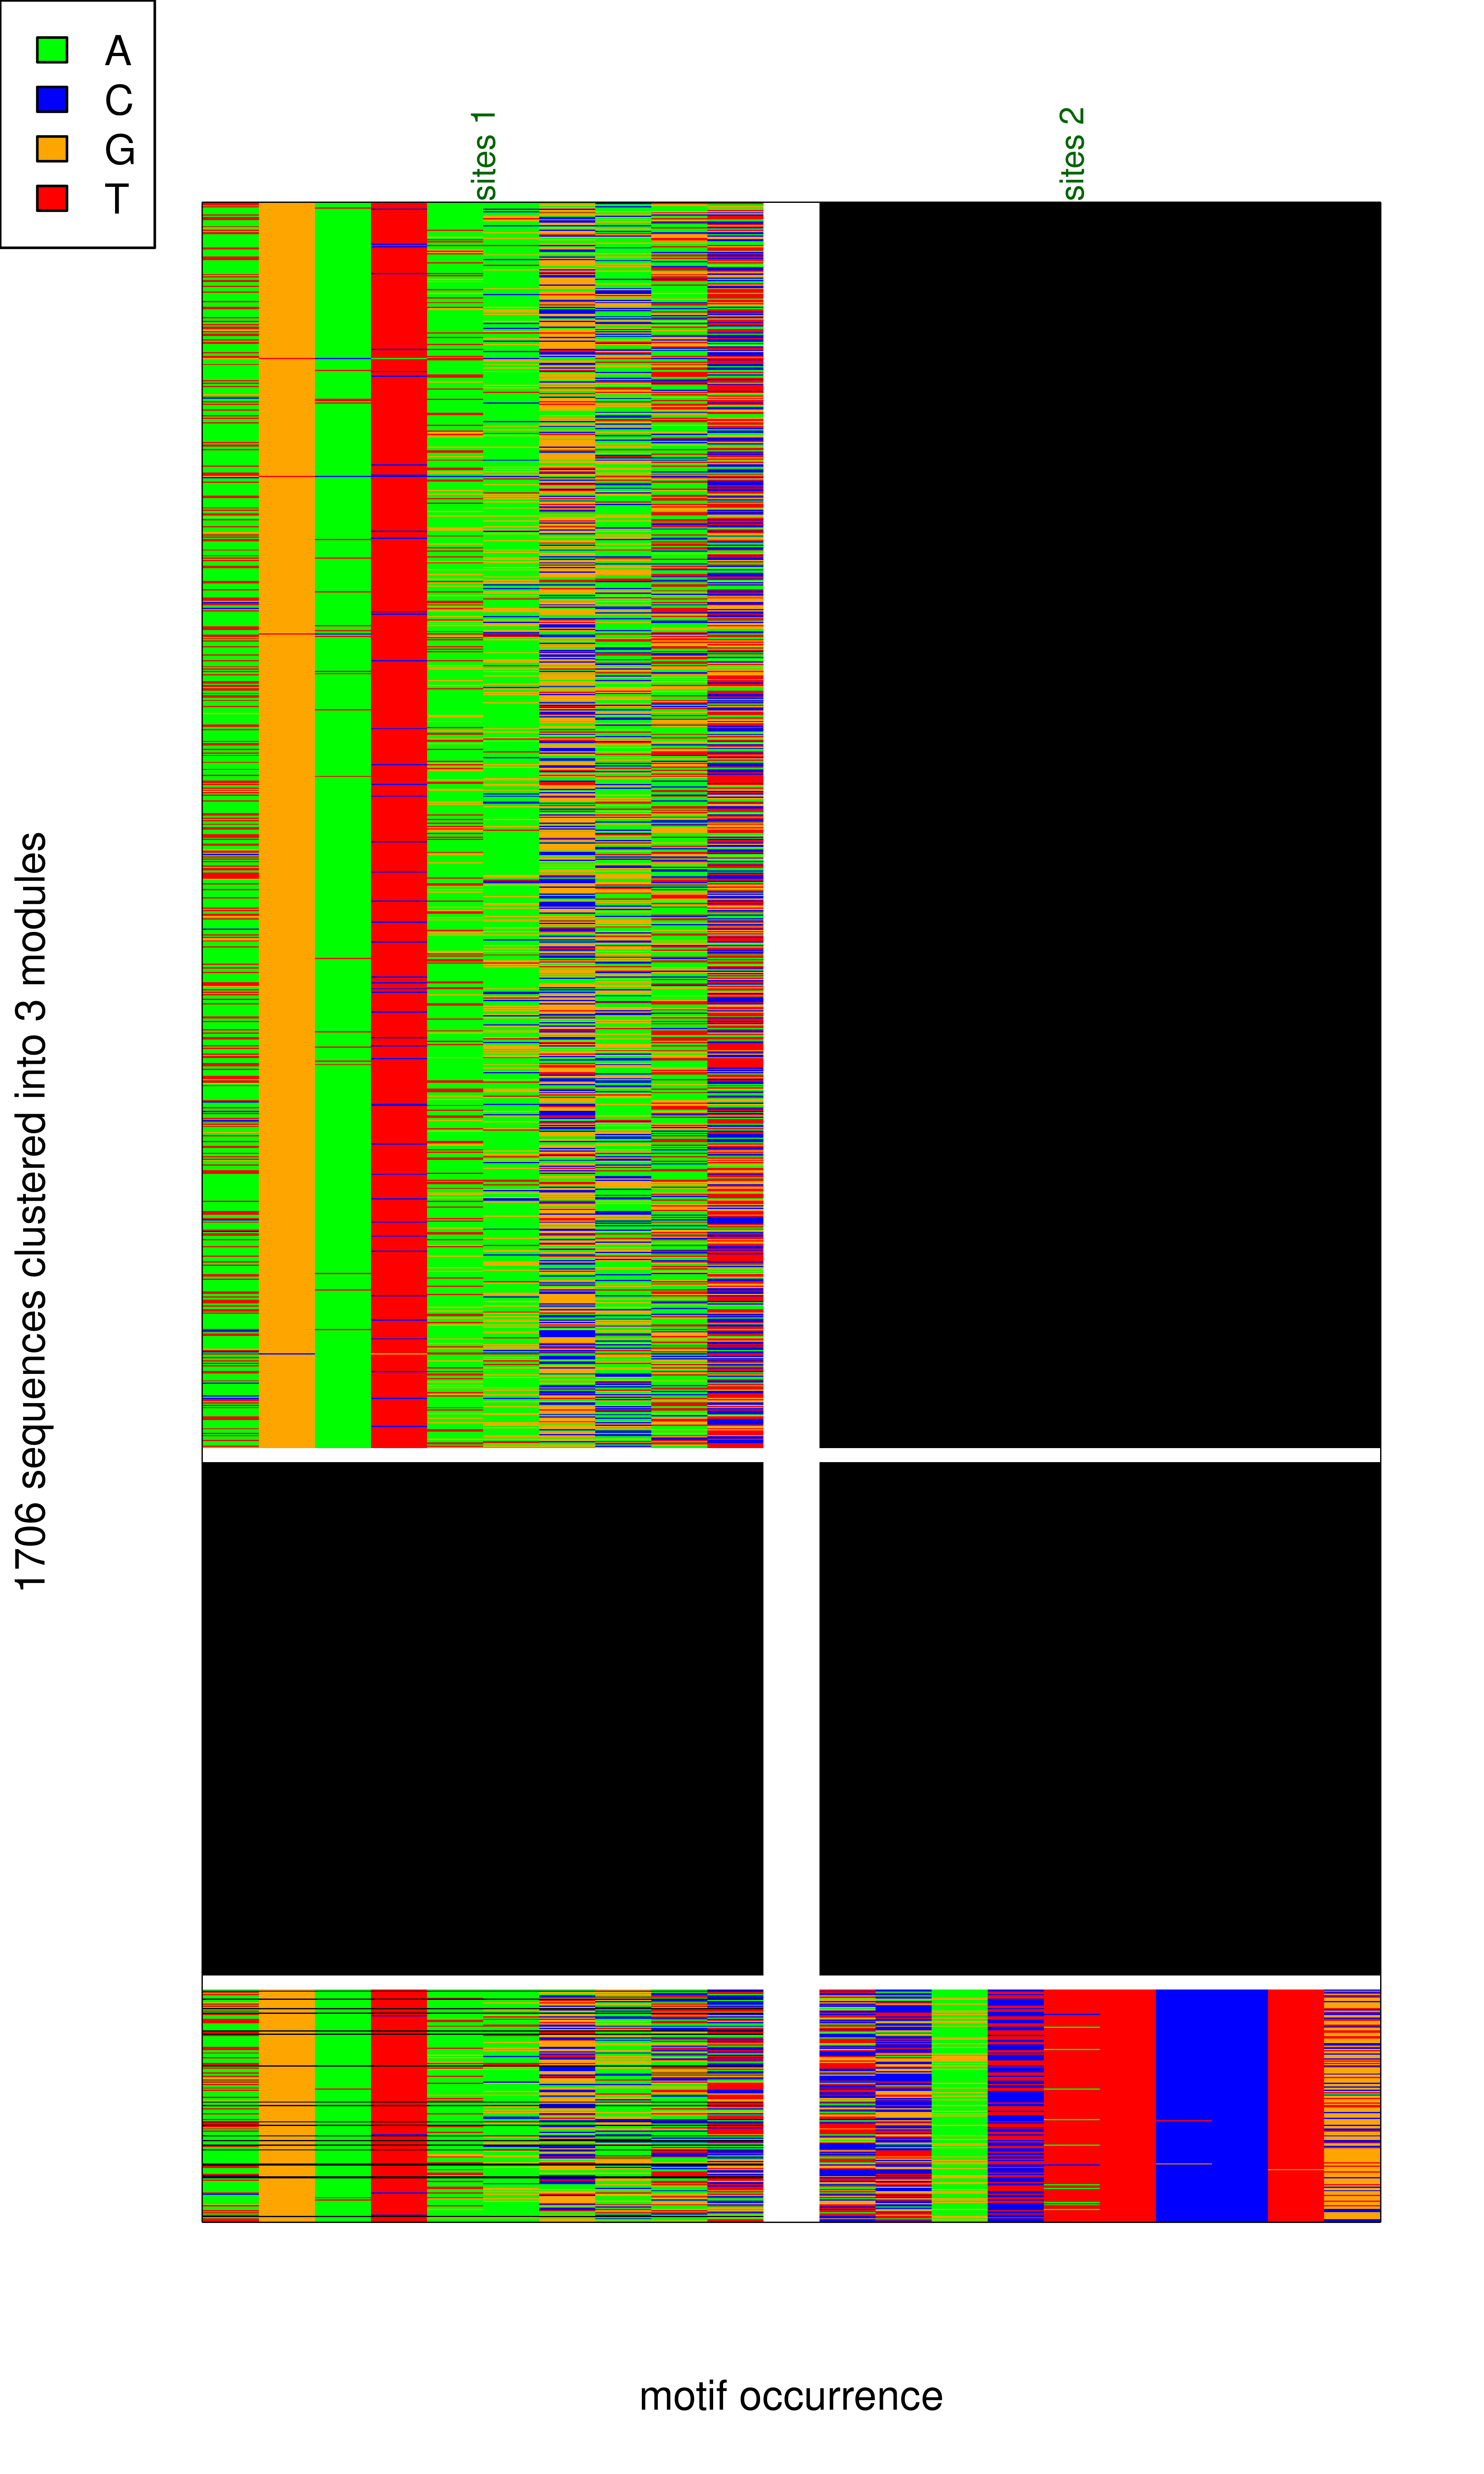 A
C
G
T
sites 1
sites 2
1706 sequences clustered into 3 modules
motif occurrence